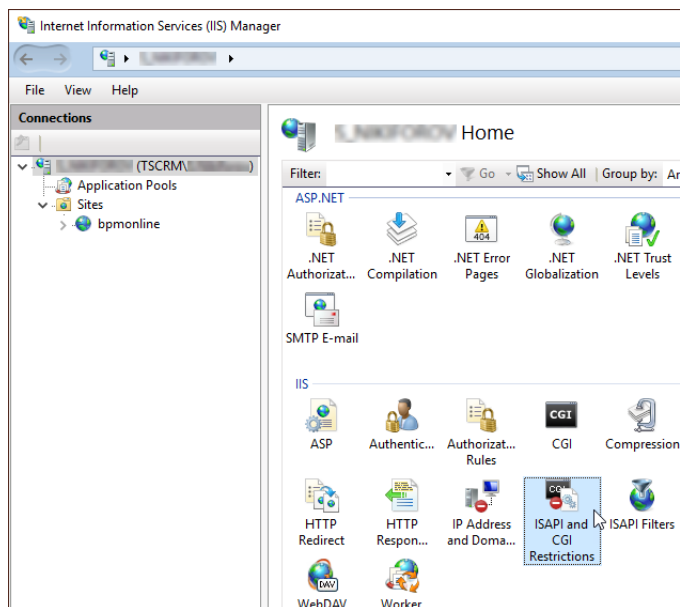 Internet Information Services (IIS) Manager
File View Help
Connections
(TSCRM\ )
Application Pools
Sites
bpmonline
Home
Filter: Go Show All Group by:
ASP.NET
.NET .NET .NET Error .NET .NET Trust
Authorizat... Compilation Pages Globalization Levels
404
SMTP E-mail
IIS
CGI
ASP Authentic... Authorizat... CGI Compression
Rules
HTTP HTTP IP Address ISAPI and ISAPI Filters
Redirect Respon... and Doma... CGI
Restrictions
DAV
WebDAV Worker